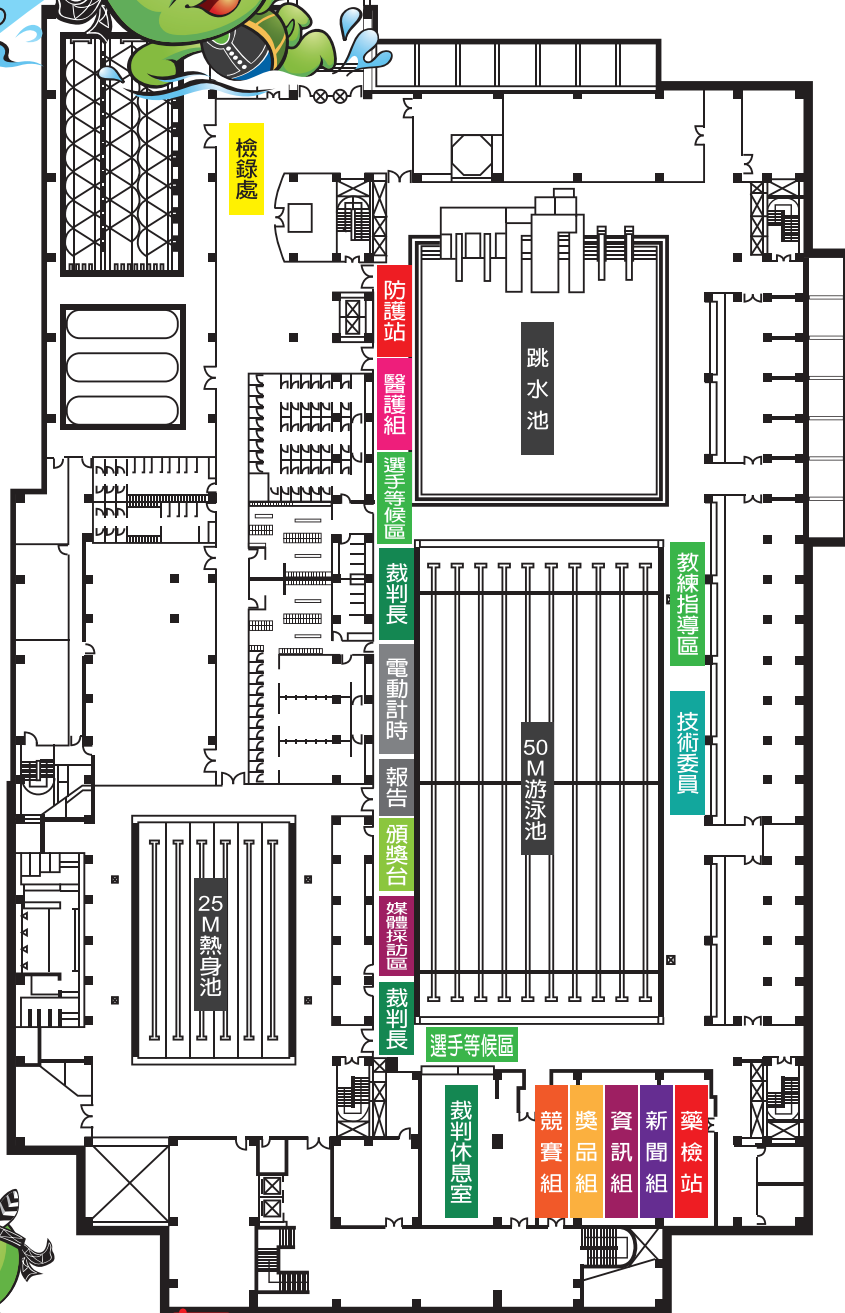 檢錄處
防護站
跳水池
醫護組
選手等候區
裁判長
教練指導區
電動計時
技術委員
50M游泳池
報告
頒獎台
25M熱身池
媒體採訪區
裁判長
選手等候區
裁判休息室
競賽組
獎品組
資訊組
新聞組
藥檢站